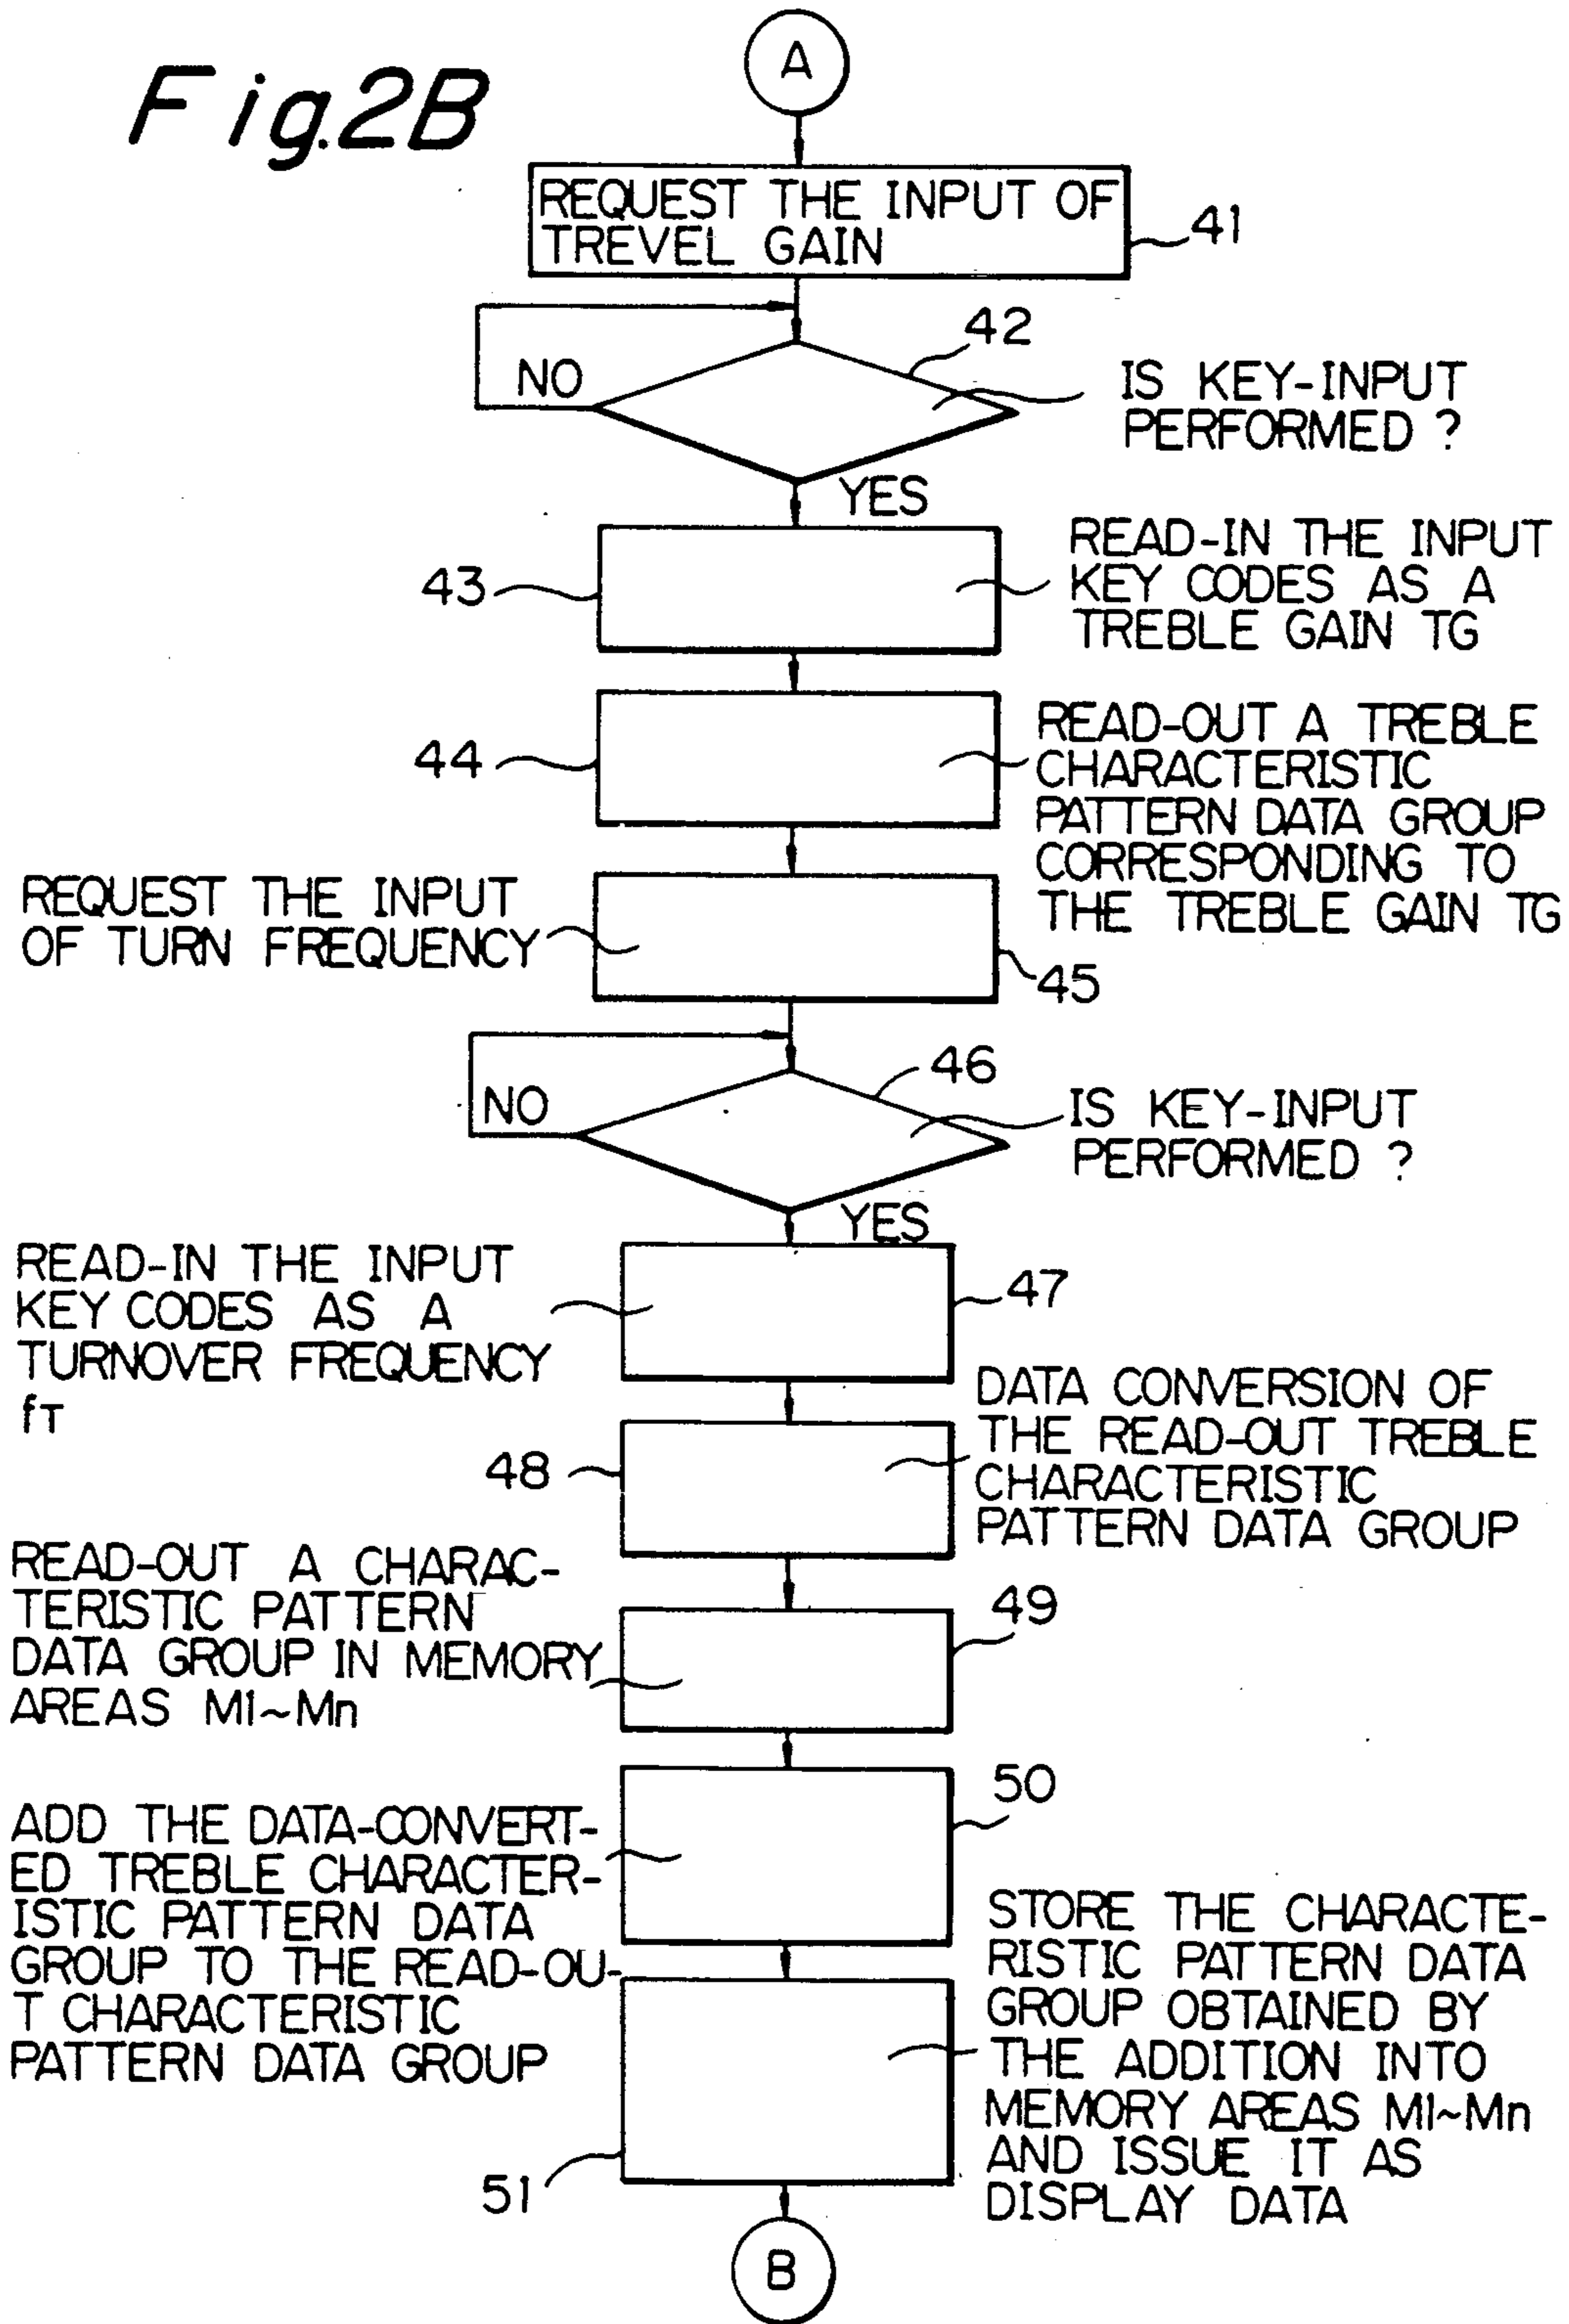 Fig.2B
A
REQUEST THE INPUT OF
TREVEL GAIN
41
42
NO
IS KEY-INPUT
PERFORMED ?
YES
43
READ-IN THE INPUT
KEY CODES AS A
TREBLE GAIN TG
44
READ-OUT A TREBLE
CHARACTERISTIC
PATTERN DATA GROUP
CORRESPONDING TO
THE TREBLE GAIN TG
REQUEST THE INPUT
OF TURN FREQUENCY
45
46
NO
IS KEY-INPUT
PERFORMED ?
YES
READ-IN THE INPUT
KEY CODES AS A
TURNOVER FREQUENCY
fT
47
48
DATA CONVERSION OF
THE READ-OUT TREBLE
CHARACTERISTIC
PATTERN DATA GROUP
READ-OUT A CHARAC-
TERISTIC PATTERN
DATA GROUP IN MEMORY
AREAS M1~Mn
49
50
ADD THE DATA-CONVERT-
ED TREBLE CHARACTER-
ISTIC PATTERN DATA
GROUP TO THE READ-OU-
T CHARACTERISTIC
PATTERN DATA GROUP
STORE THE CHARACTE-
RISTIC PATTERN DATA
GROUP OBTAINED BY
THE ADDITION INTO
MEMORY AREAS M1~Mn
AND ISSUE IT AS
DISPLAY DATA
51
B